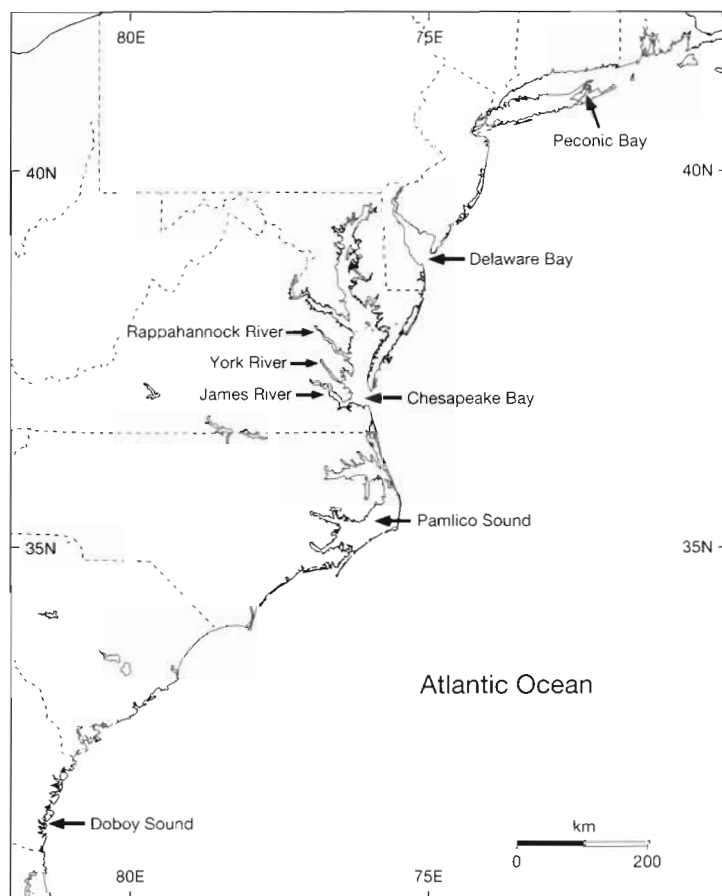 80E
75E
Peconic Bay
40N
40N
Delaware Bay
Rappahannock River
York River
James River
Chesapeake Bay
Pamlico Sound
35N
35N
Atlantic Ocean
Doboy Sound
km
0
200
80E
75E